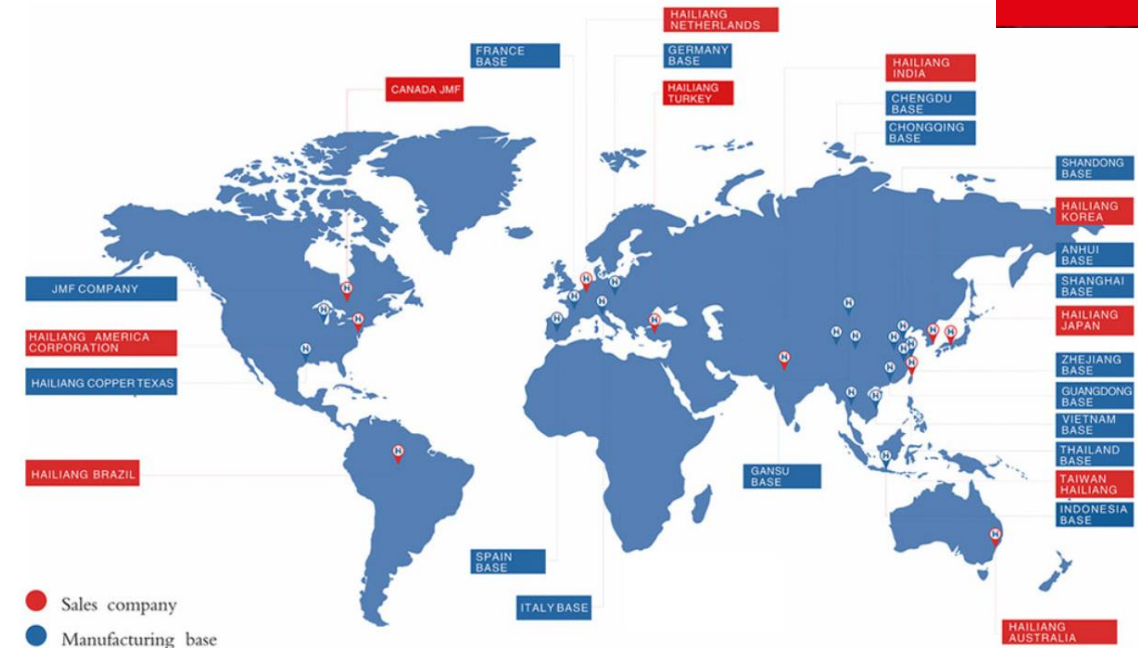 HAILIANG
NETHERLANDS
FRANCE
BASE
GERMANY
BASE
HAILIANG
INDIA
CANADA JMF
HAILIANG
TURKEY
CHENGDU
BASE
CHONGQING
BASE
SHANDONG
BASE
HAILIANG
KOREA
ANHUI
BASE
JMF COMPANY
SHANGHAI
BASE
HAILIANG
JAPAN
HAILIANG AMERICA
CORPORATION
ZHEJIANG
BASE
HAILIANG COPPER TEXAS
GUANGDONG
BASE
VIETNAM
BASE
THAILAND
BASE
HAILIANG BRAZIL
GANSU
BASE
TAIWAN
HAILIANG
INDONESIA
BASE
SPAIN
BASE
ITALY BASE
Sales company
HAILIANG
AUSTRALIA
Manufacturing base